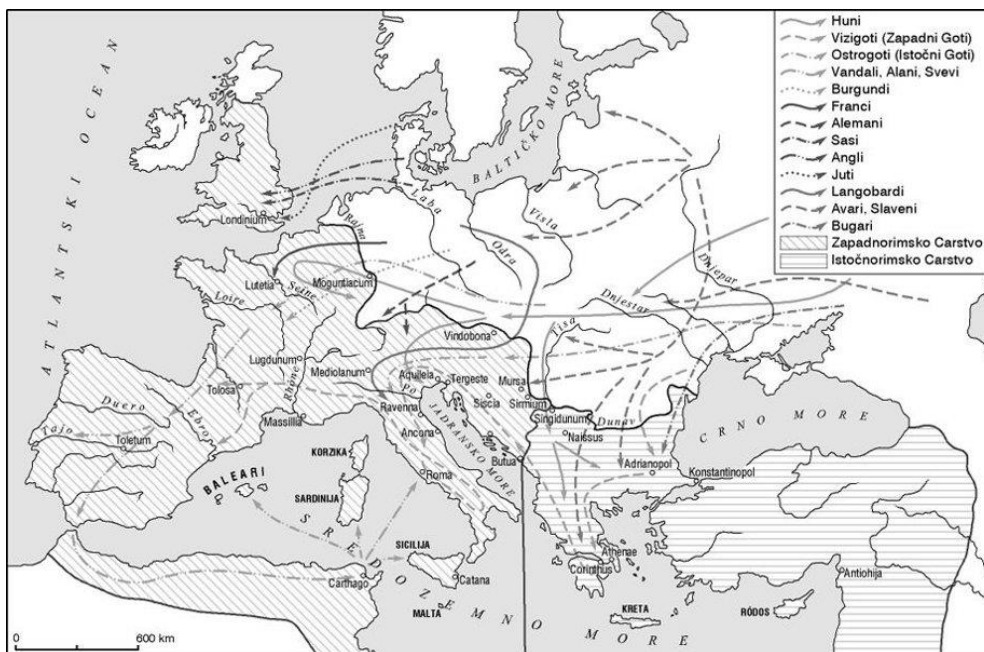 Huni
Vizigoti (Zapadni Goti)
Ostrogoti (Istočni Goti)
Vandali, Alani, Svevi
Burgundi
Franci
Alemani
Sasi
Angli
Juti
Langobardi
Avari, Slaveni
Bugari
Zapadnorimsko Carstvo
Istočnorimsko Carstvo
ATLANTSKI OCEAN
BALTIČKO MORE
Londinium
Laba
Rajna
Visla
Odra
Dnjepar
Dnjestar
Tisa
Lutetia
Seine
Moguntiacum
Loire
Vindobona
Lugdunum
Mediolanum
Aquileia
Tergeste
Mursa
Tolosa
Rhône
Po
Siscia
Sirmium
Singidunum
Dunav
Ravenna
Massillia
Duero
Ebro
Tajo
Toletum
Ancona
JADRANSKO MORE
Naissus
CRNO MORE
KORZIKA
Butua
Adrianopol
Konstantinopol
BALEARI
Roma
SARDINIJA
SREDOZEMNO MORE
SICILIJA
Athenae
Corinthus
Carthago
Catana
Antiohija
MALTA
KRETA
RÓDOS
0 600 km